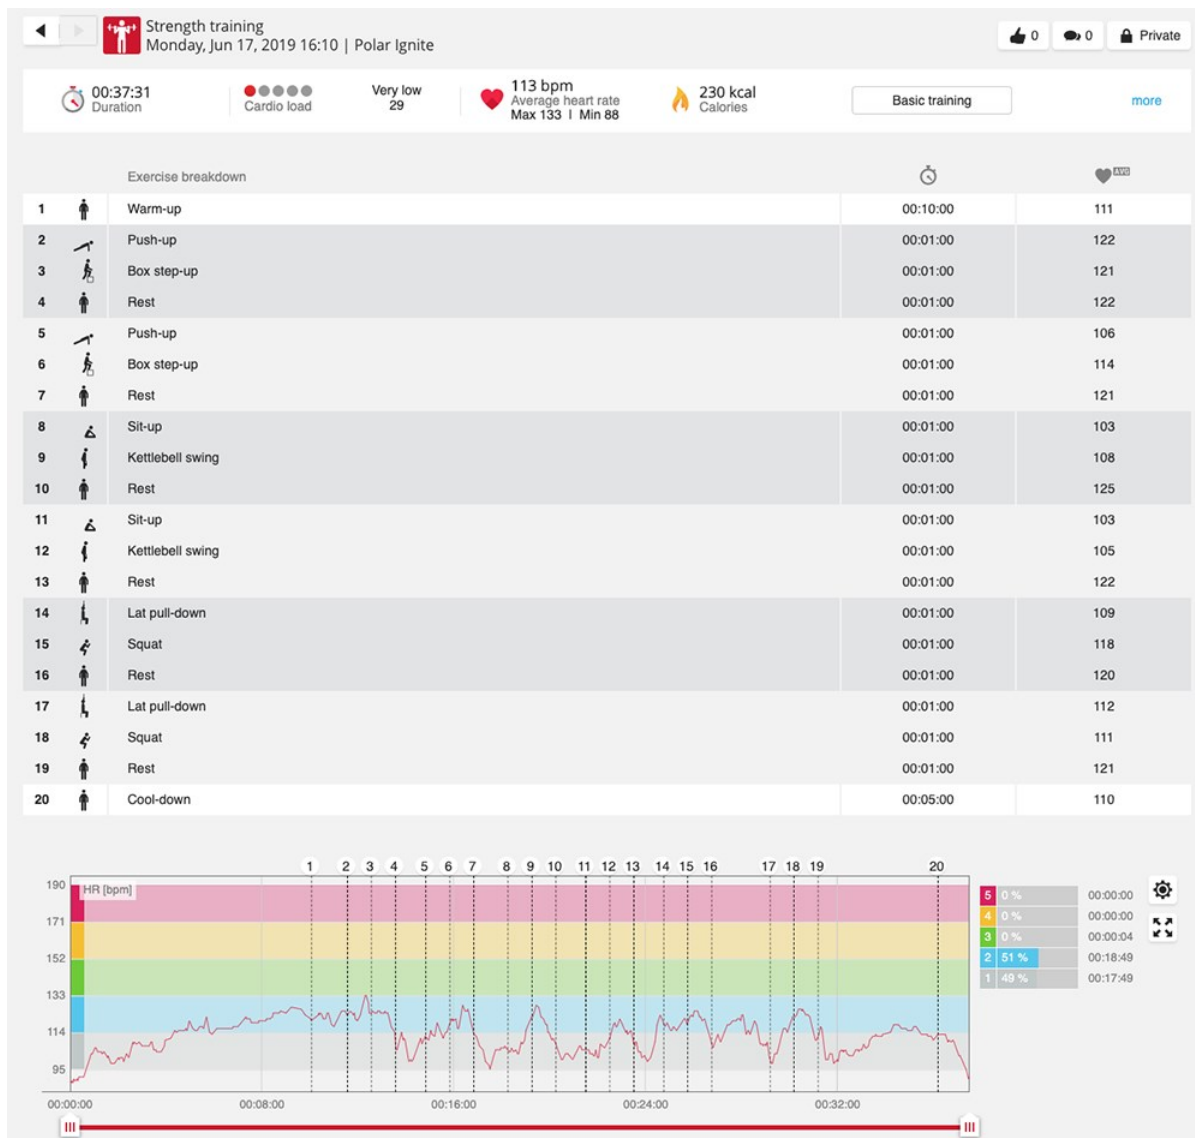 Strength training
Monday, Jun 17, 2019 16:10 | Polar Ignite
0 0 Private
00:37:31
Duration
Cardio load
Very low
29
113 bpm
Average heart rate
Max 133 | Min 88
230 kcal
Calories
Basic training
more
Exercise breakdown AVG
1 Warm-up 00:10:00 111
2 Push-up 00:01:00 122
3 Box step-up 00:01:00 121
4 Rest 00:01:00 122
5 Push-up 00:01:00 106
6 Box step-up 00:01:00 114
7 Rest 00:01:00 121
8 Sit-up 00:01:00 103
9 Kettlebell swing 00:01:00 108
10 Rest 00:01:00 125
11 Sit-up 00:01:00 103
12 Kettlebell swing 00:01:00 105
13 Rest 00:01:00 122
14 Lat pull-down 00:01:00 109
15 Squat 00:01:00 118
16 Rest 00:01:00 120
17 Lat pull-down 00:01:00 112
18 Squat 00:01:00 111
19 Rest 00:01:00 121
20 Cool-down 00:05:00 110
1 2 3 4 5 6 7 8 9 10 11 12 13 14 15 16 17 18 19 20
HR [bpm]
190
171
152
133
114
95
00:00:00 00:08:00 00:16:00 00:24:00 00:32:00
5 0 % 00:00:00
4 0 % 00:00:00
3 0 % 00:00:04
2 51 % 00:18:49
1 49 % 00:17:49